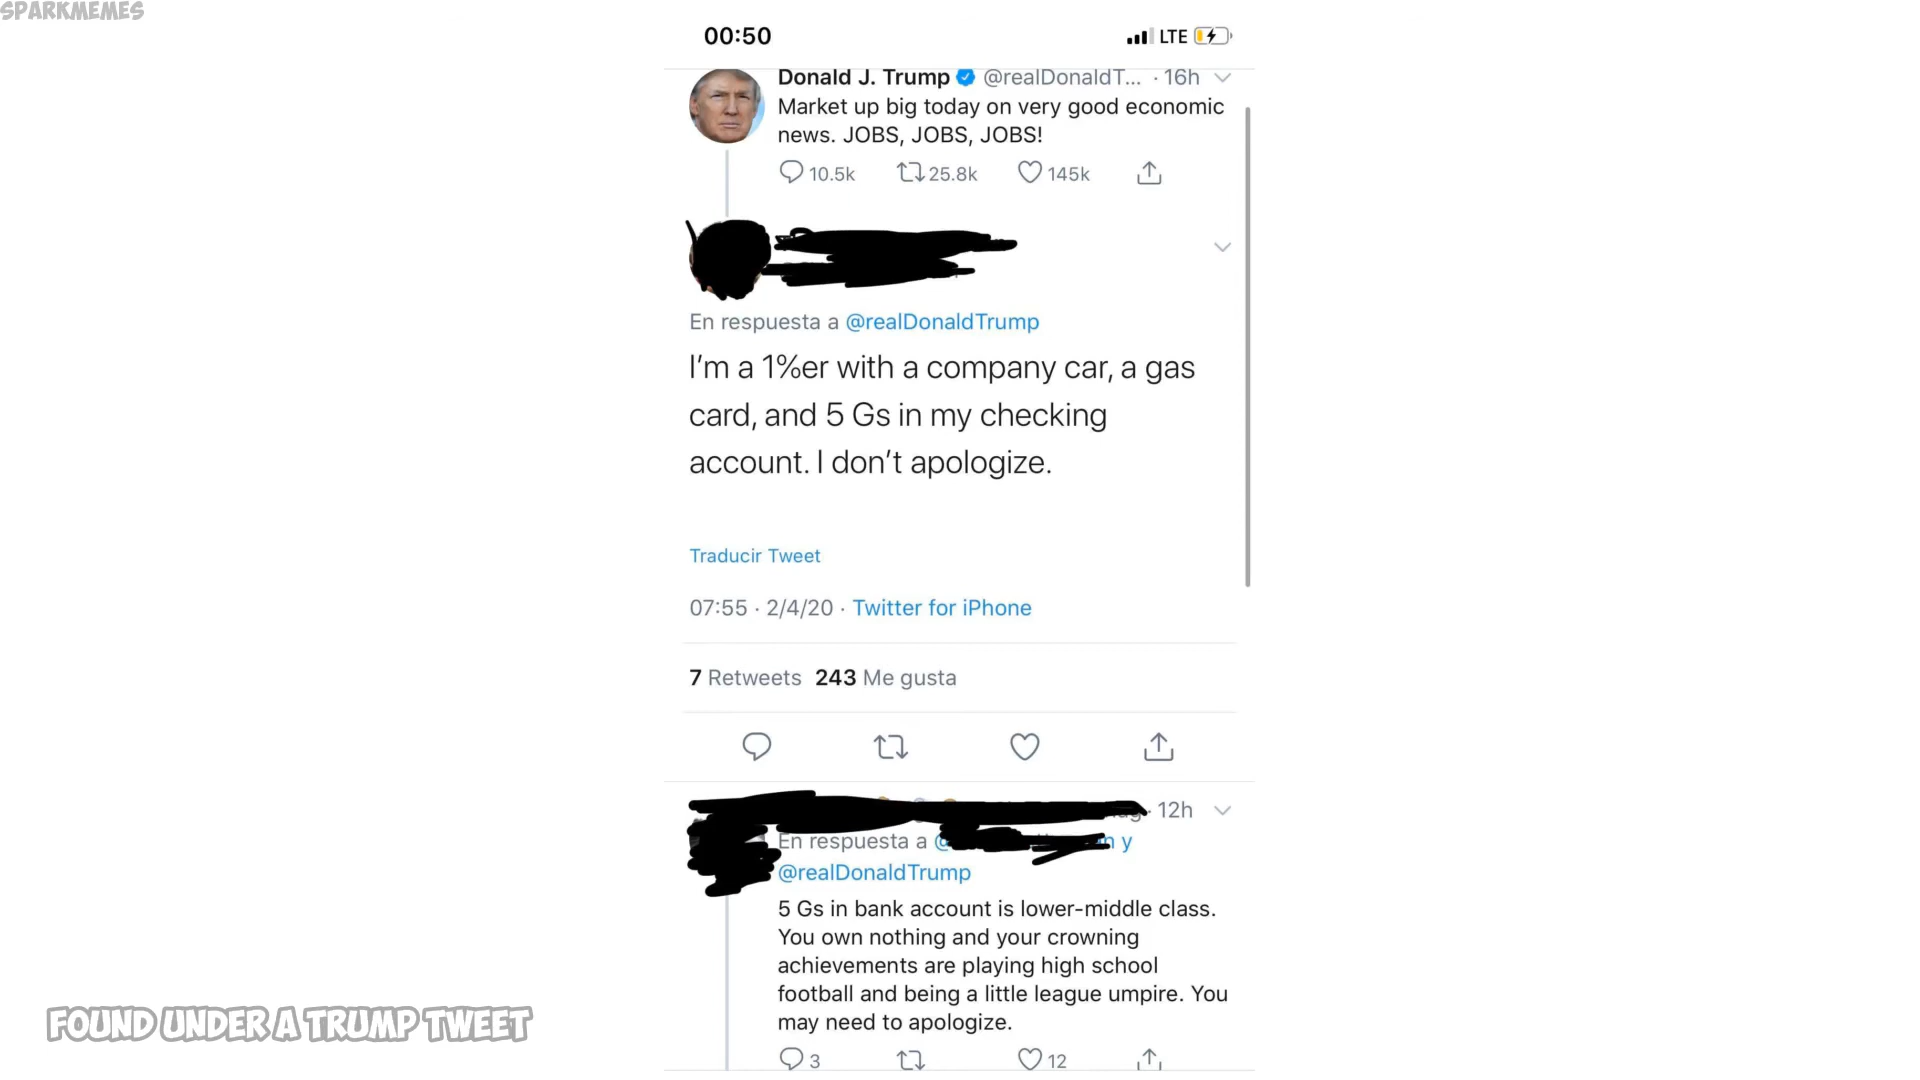 SPARKMEMES
00:50
LTE
Donald J. Trump @realDonaldT... · 16h
Market up big today on very good economic
news. JOBS, JOBS, JOBS!
10.5k 25.8k 145k
En respuesta a @realDonaldTrump
I'm a 1%er with a company car, a gas
card, and 5 Gs in my checking
account. I don't apologize.
Traducir Tweet
07:55 · 2/4/20 · Twitter for iPhone
7 Retweets 243 Me gusta
· 12h
En respuesta a @ y
@realDonaldTrump
5 Gs in bank account is lower-middle class.
You own nothing and your crowning
achievements are playing high school
football and being a little league umpire. You
may need to apologize.
3 12
FOUND UNDER A TRUMP TWEET